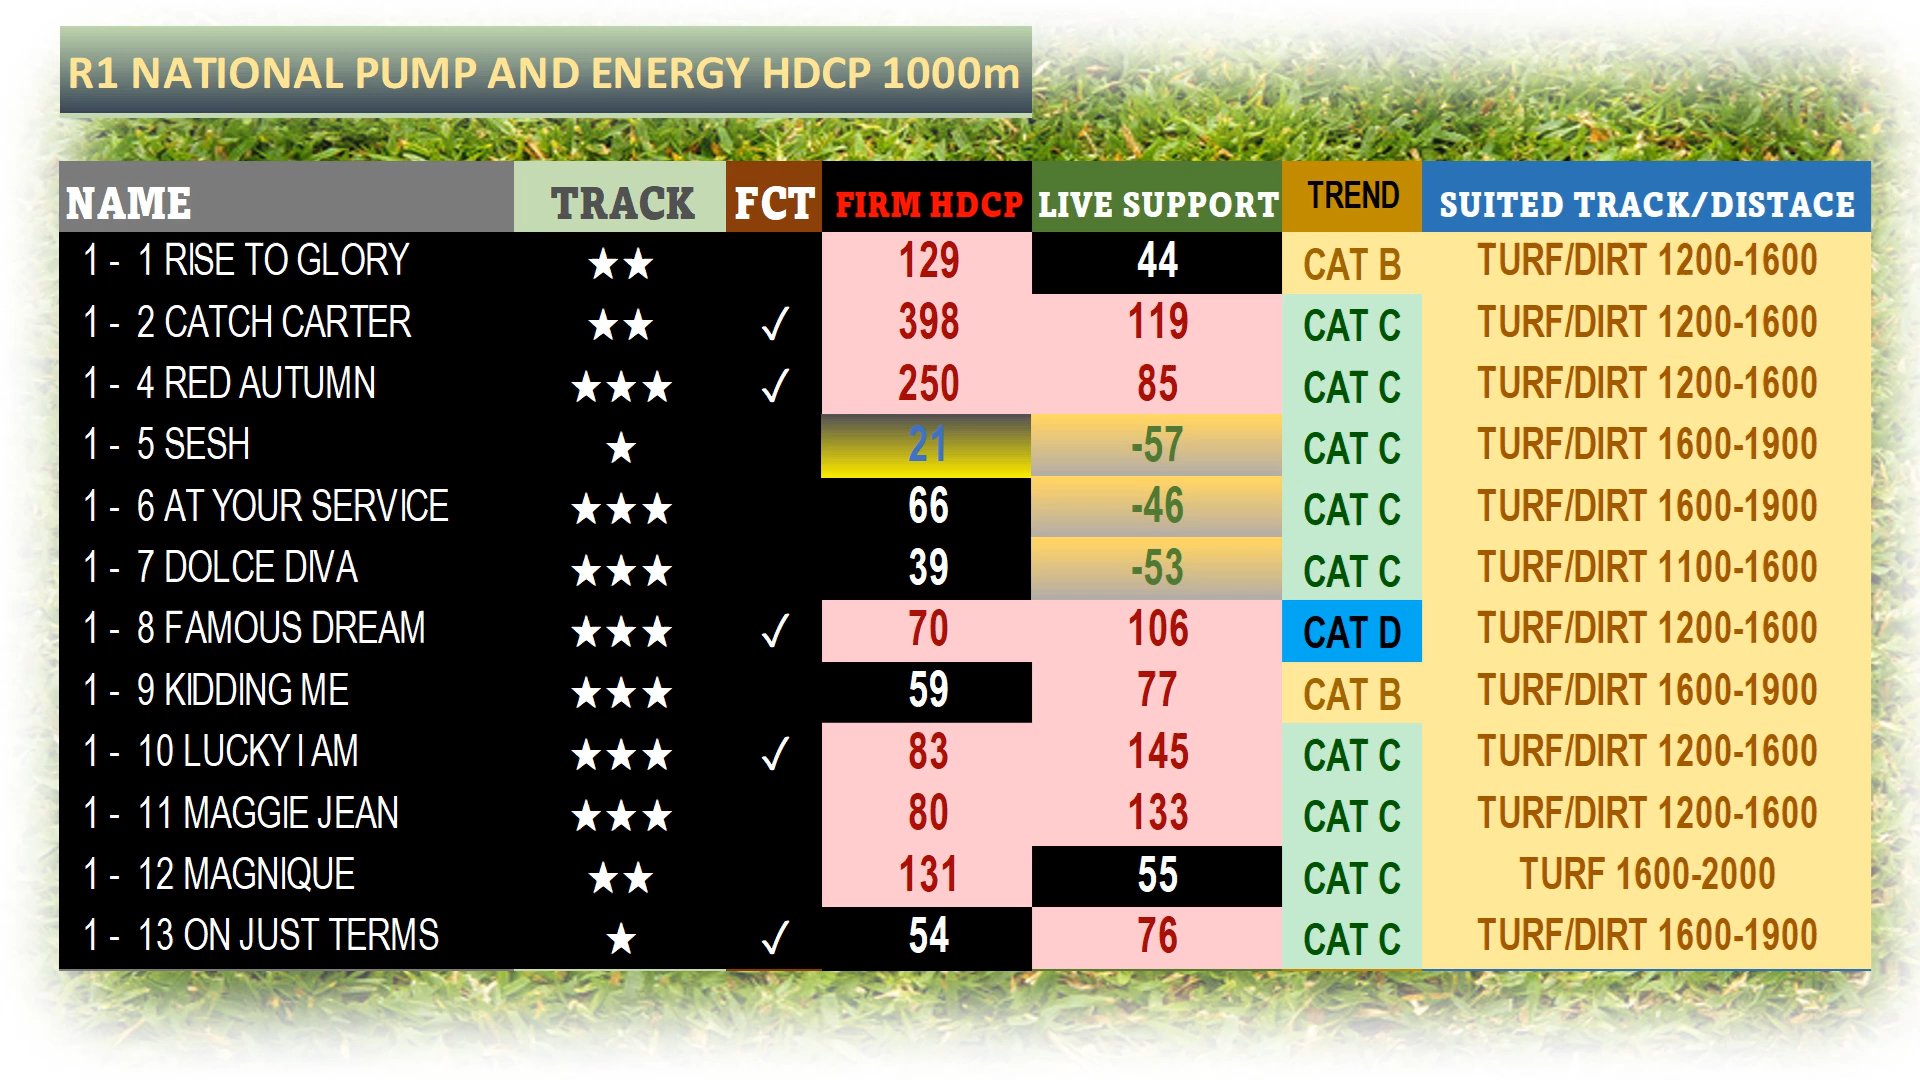 R1 NATIONAL PUMP AND ENERGY HDCP 1000m
NAME TRACK FCT FIRM HDCP LIVE SUPPORT TREND SUITED TRACK/DISTACE
1 - 1 RISE TO GLORY ★★ 129 44 CAT B TURF/DIRT 1200-1600
1 - 2 CATCH CARTER ★★ ✓ 398 119 CAT C TURF/DIRT 1200-1600
1 - 4 RED AUTUMN ★★★ ✓ 250 85 CAT C TURF/DIRT 1200-1600
1 - 5 SESH ★ 21 -57 CAT C TURF/DIRT 1600-1900
1 - 6 AT YOUR SERVICE ★★★ 66 -46 CAT C TURF/DIRT 1600-1900
1 - 7 DOLCE DIVA ★★★ 39 -53 CAT C TURF/DIRT 1100-1600
1 - 8 FAMOUS DREAM ★★★ ✓ 70 106 CAT D TURF/DIRT 1200-1600
1 - 9 KIDDING ME ★★★ 59 77 CAT B TURF/DIRT 1600-1900
1 - 10 LUCKY I AM ★★★ ✓ 83 145 CAT C TURF/DIRT 1200-1600
1 - 11 MAGGIE JEAN ★★★ 80 133 CAT C TURF/DIRT 1200-1600
1 - 12 MAGNIQUE ★★ 131 55 CAT C TURF 1600-2000
1 - 13 ON JUST TERMS ★ ✓ 54 76 CAT C TURF/DIRT 1600-1900